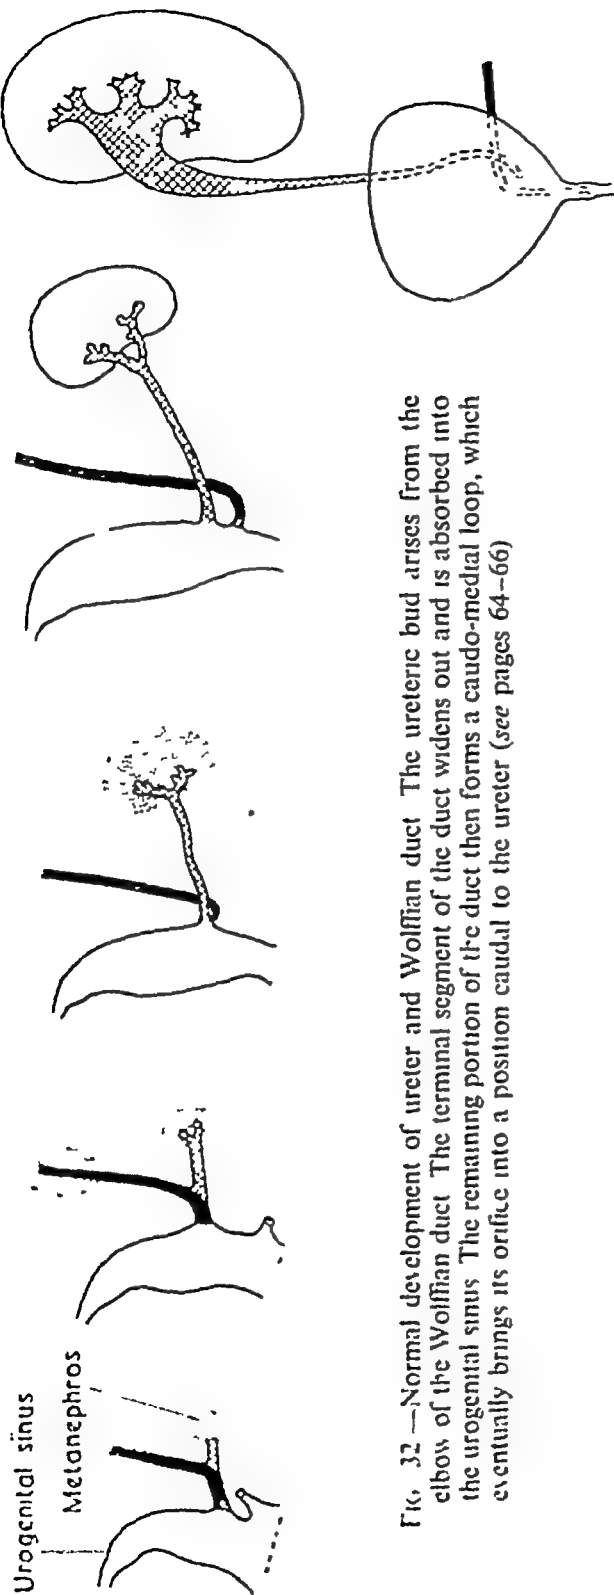 Urogenital sinus
Metanephros
FIG. 32 —Normal development of ureter and Wolffian duct The ureteric bud arises from the
elbow of the Wolffian duct The terminal segment of the duct widens out and is absorbed into
the urogenital sinus The remaining portion of the duct then forms a caudo-medial loop, which
eventually brings its orifice into a position caudal to the ureter (see pages 64–66)